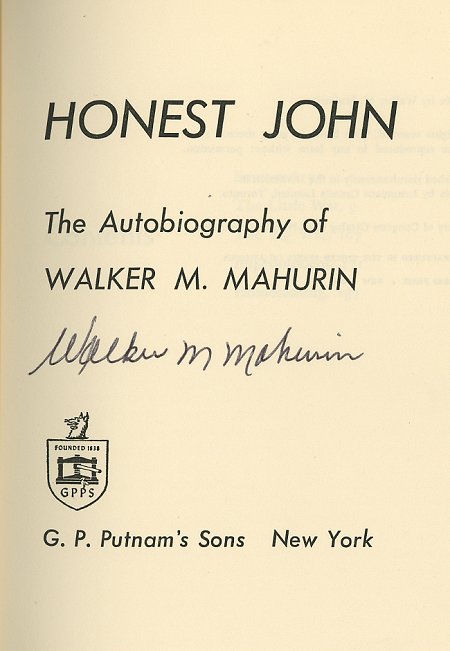 HONEST JOHN
The Autobiography of
WALKER M. MAHURIN
Walker M Mahurin
FOUNDED 1838
GPPS
G. P. Putnam's Sons New York